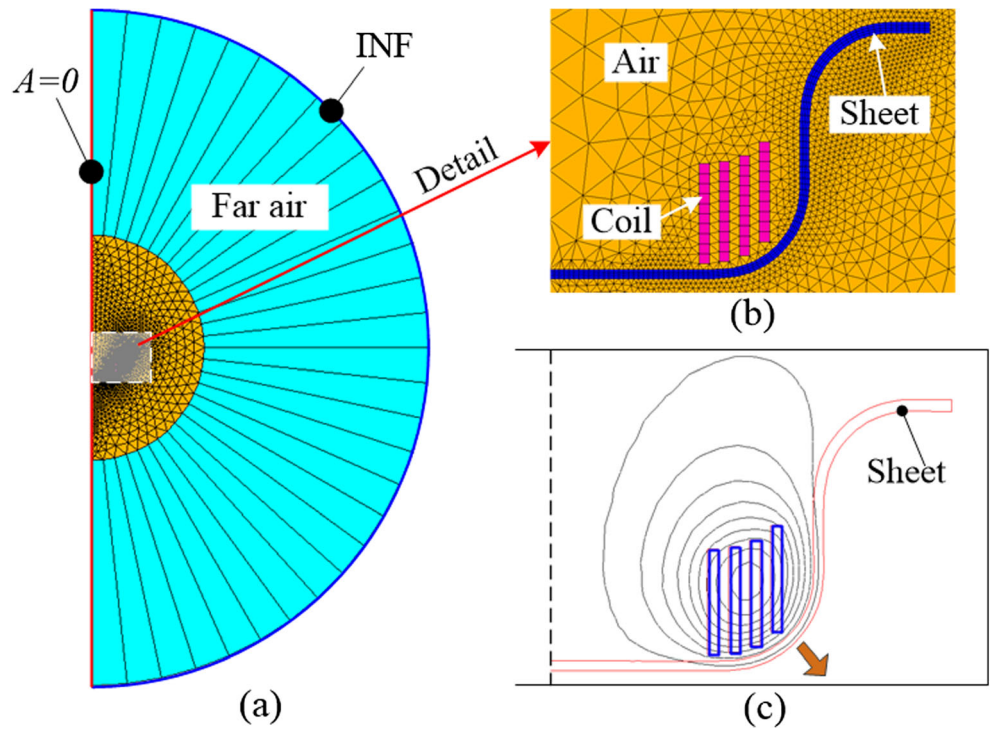 A=0
INF
Far air
Detail
(a)
Air
Sheet
Coil
(b)
Sheet
(c)